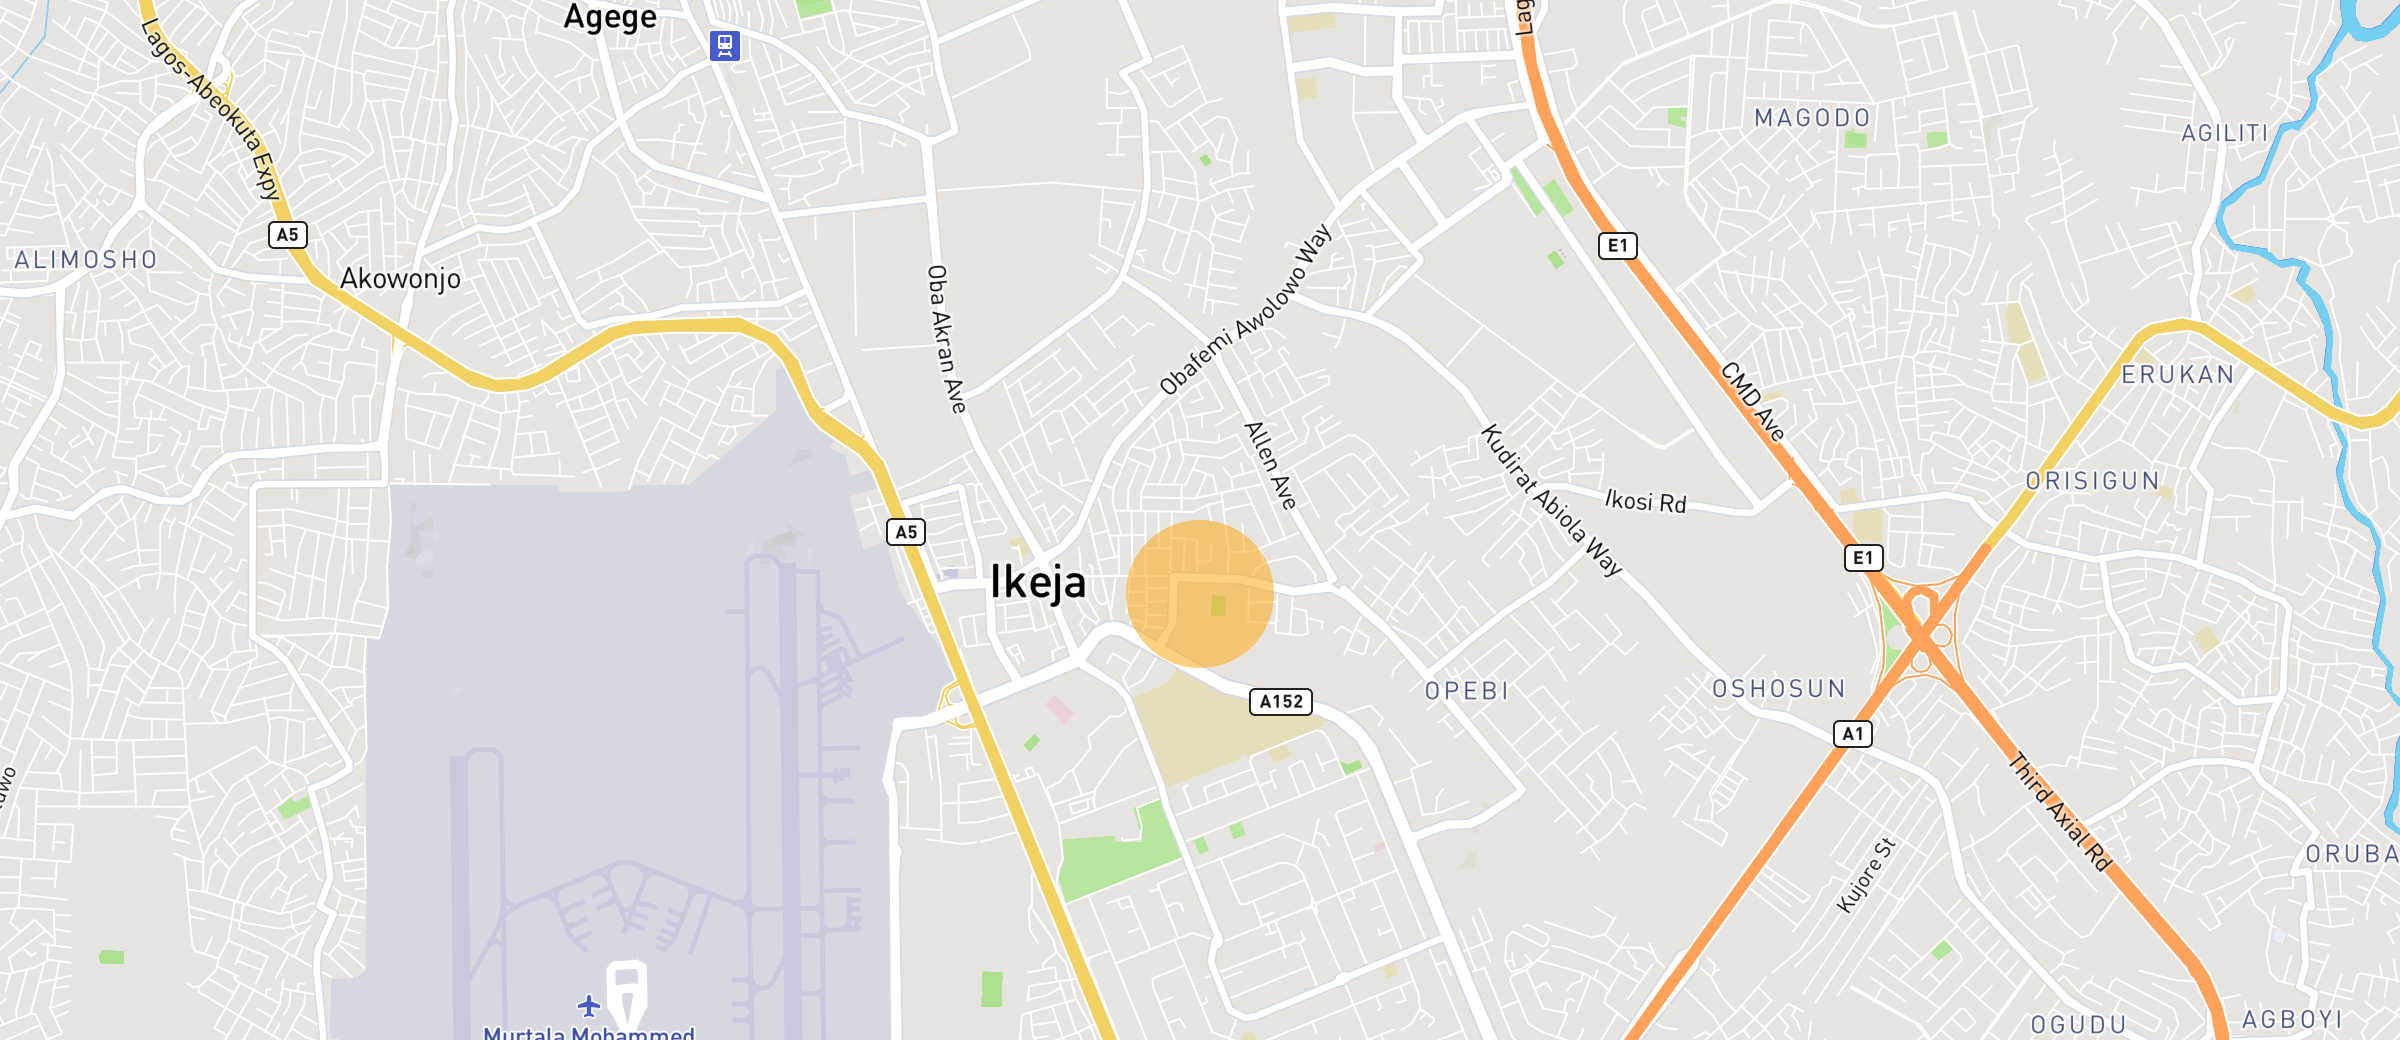 Agege
Lag
Lagos-Abeokuta Expy
MAGODO
AGILITI
A5
E1
ALIMOSHO
Akowonjo
Oba Akran Ave
Obafemi Awolowo Way
CMD Ave
ERUKAN
Allen Ave
Kudirat Abiola Way
Ikosi Rd
ORISIGUN
A5
E1
Ikeja
OPEBI
OSHOSUN
A152
A1
Third Axial Rd
Kujore St
ORUBA
OGUDU
AGBOYI
Murtala Mohammed